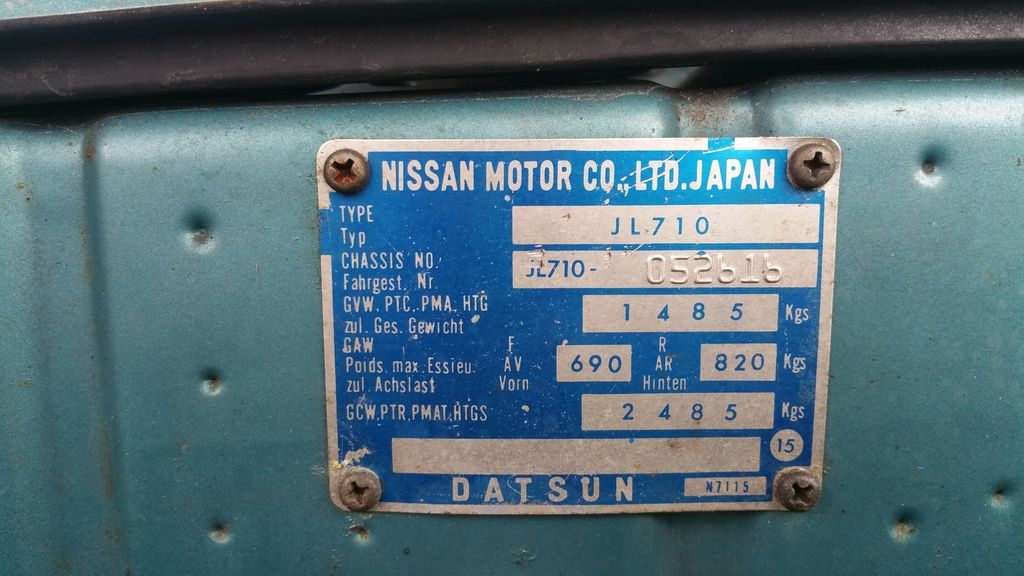 NISSAN MOTOR CO., LTD. JAPAN
TYPE
Typ
JL710
CHASSIS NO.
Fahrgest. Nr.
JL710- 052616
GVW. PTC. PMA. HTG
zul. Ges. Gewicht
1485 Kgs
GAW F R
Poids. max. Essieu. AV 690 AR 820 Kgs
zul. Achslast Vorn Hinten
GCW.PTR.PMAT.HTGS 2485 Kgs
15
DATSUN N7115